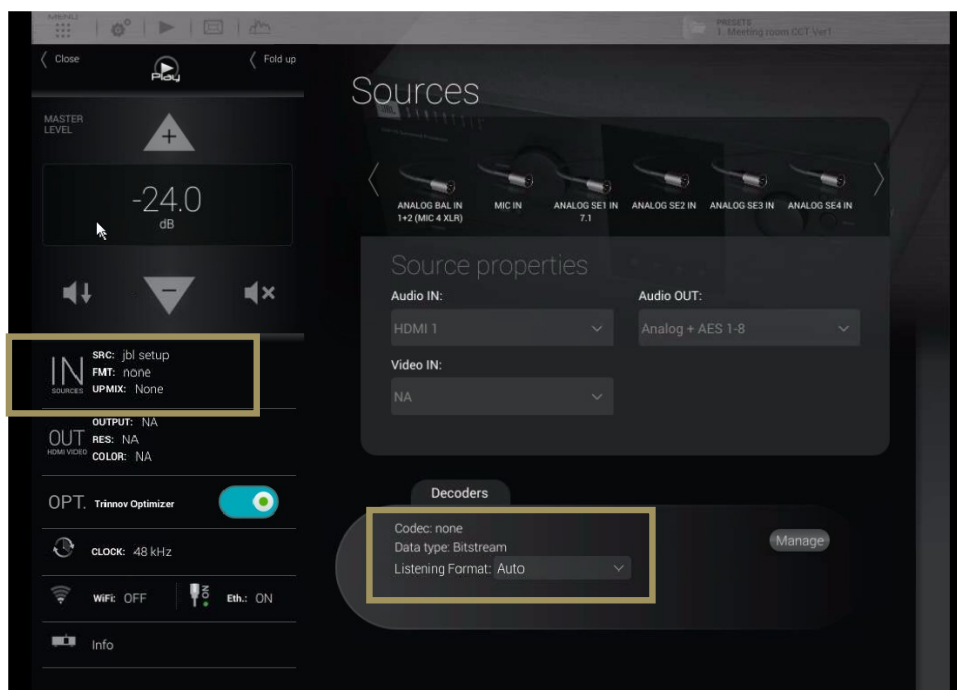 MENU
PRESETS
1. Meeting room CCT Ver1
Close
Play
Fold up
MASTER
LEVEL
+
-24.0
dB
-
IN
SOURCES
SRC: jbl setup
FMT: none
UPMIX: None
OUT
HDMI VIDEO
OUTPUT: NA
RES: NA
COLOR: NA
OPT. Trinnov Optimizer
CLOCK: 48 kHz
WiFi: OFF
ON
Eth.: ON
Info
Sources
JBL
ANALOG BAL IN
1+2 (MIC 4 XLR)
MIC IN
ANALOG SE1 IN
7.1
ANALOG SE2 IN
ANALOG SE3 IN
ANALOG SE4 IN
Source properties
Audio IN:
HDMI 1
Audio OUT:
Analog + AES 1-8
Video IN:
NA
Decoders
Codec: none
Data type: Bitstream
Listening Format: Auto
Manage